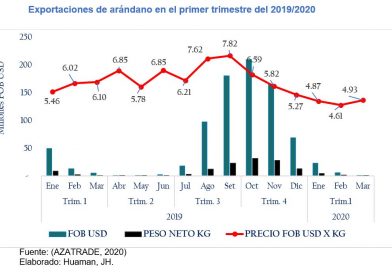 Exportaciones de arándano en el primer trimestre del 2019/2020
Millones FOB USD
250
200
150
100
50
-
5.46 6.02 6.10 6.85 5.78 6.85 6.21 7.62 7.82 6.59 5.82 5.27 4.87 4.61 4.93
Ene Feb Mar Abr May Jun Jul Ago Set Oct Nov Dic Ene Feb Mar
Trim. 1 Trim. 2 Trim. 3 Trim. 4 Trim.1
2019 2020
FOB USD PESO NETO KG PRECIO FOB USD X KG
Fuente: (AZATRADE, 2020)
Elaborado: Huaman, JH.